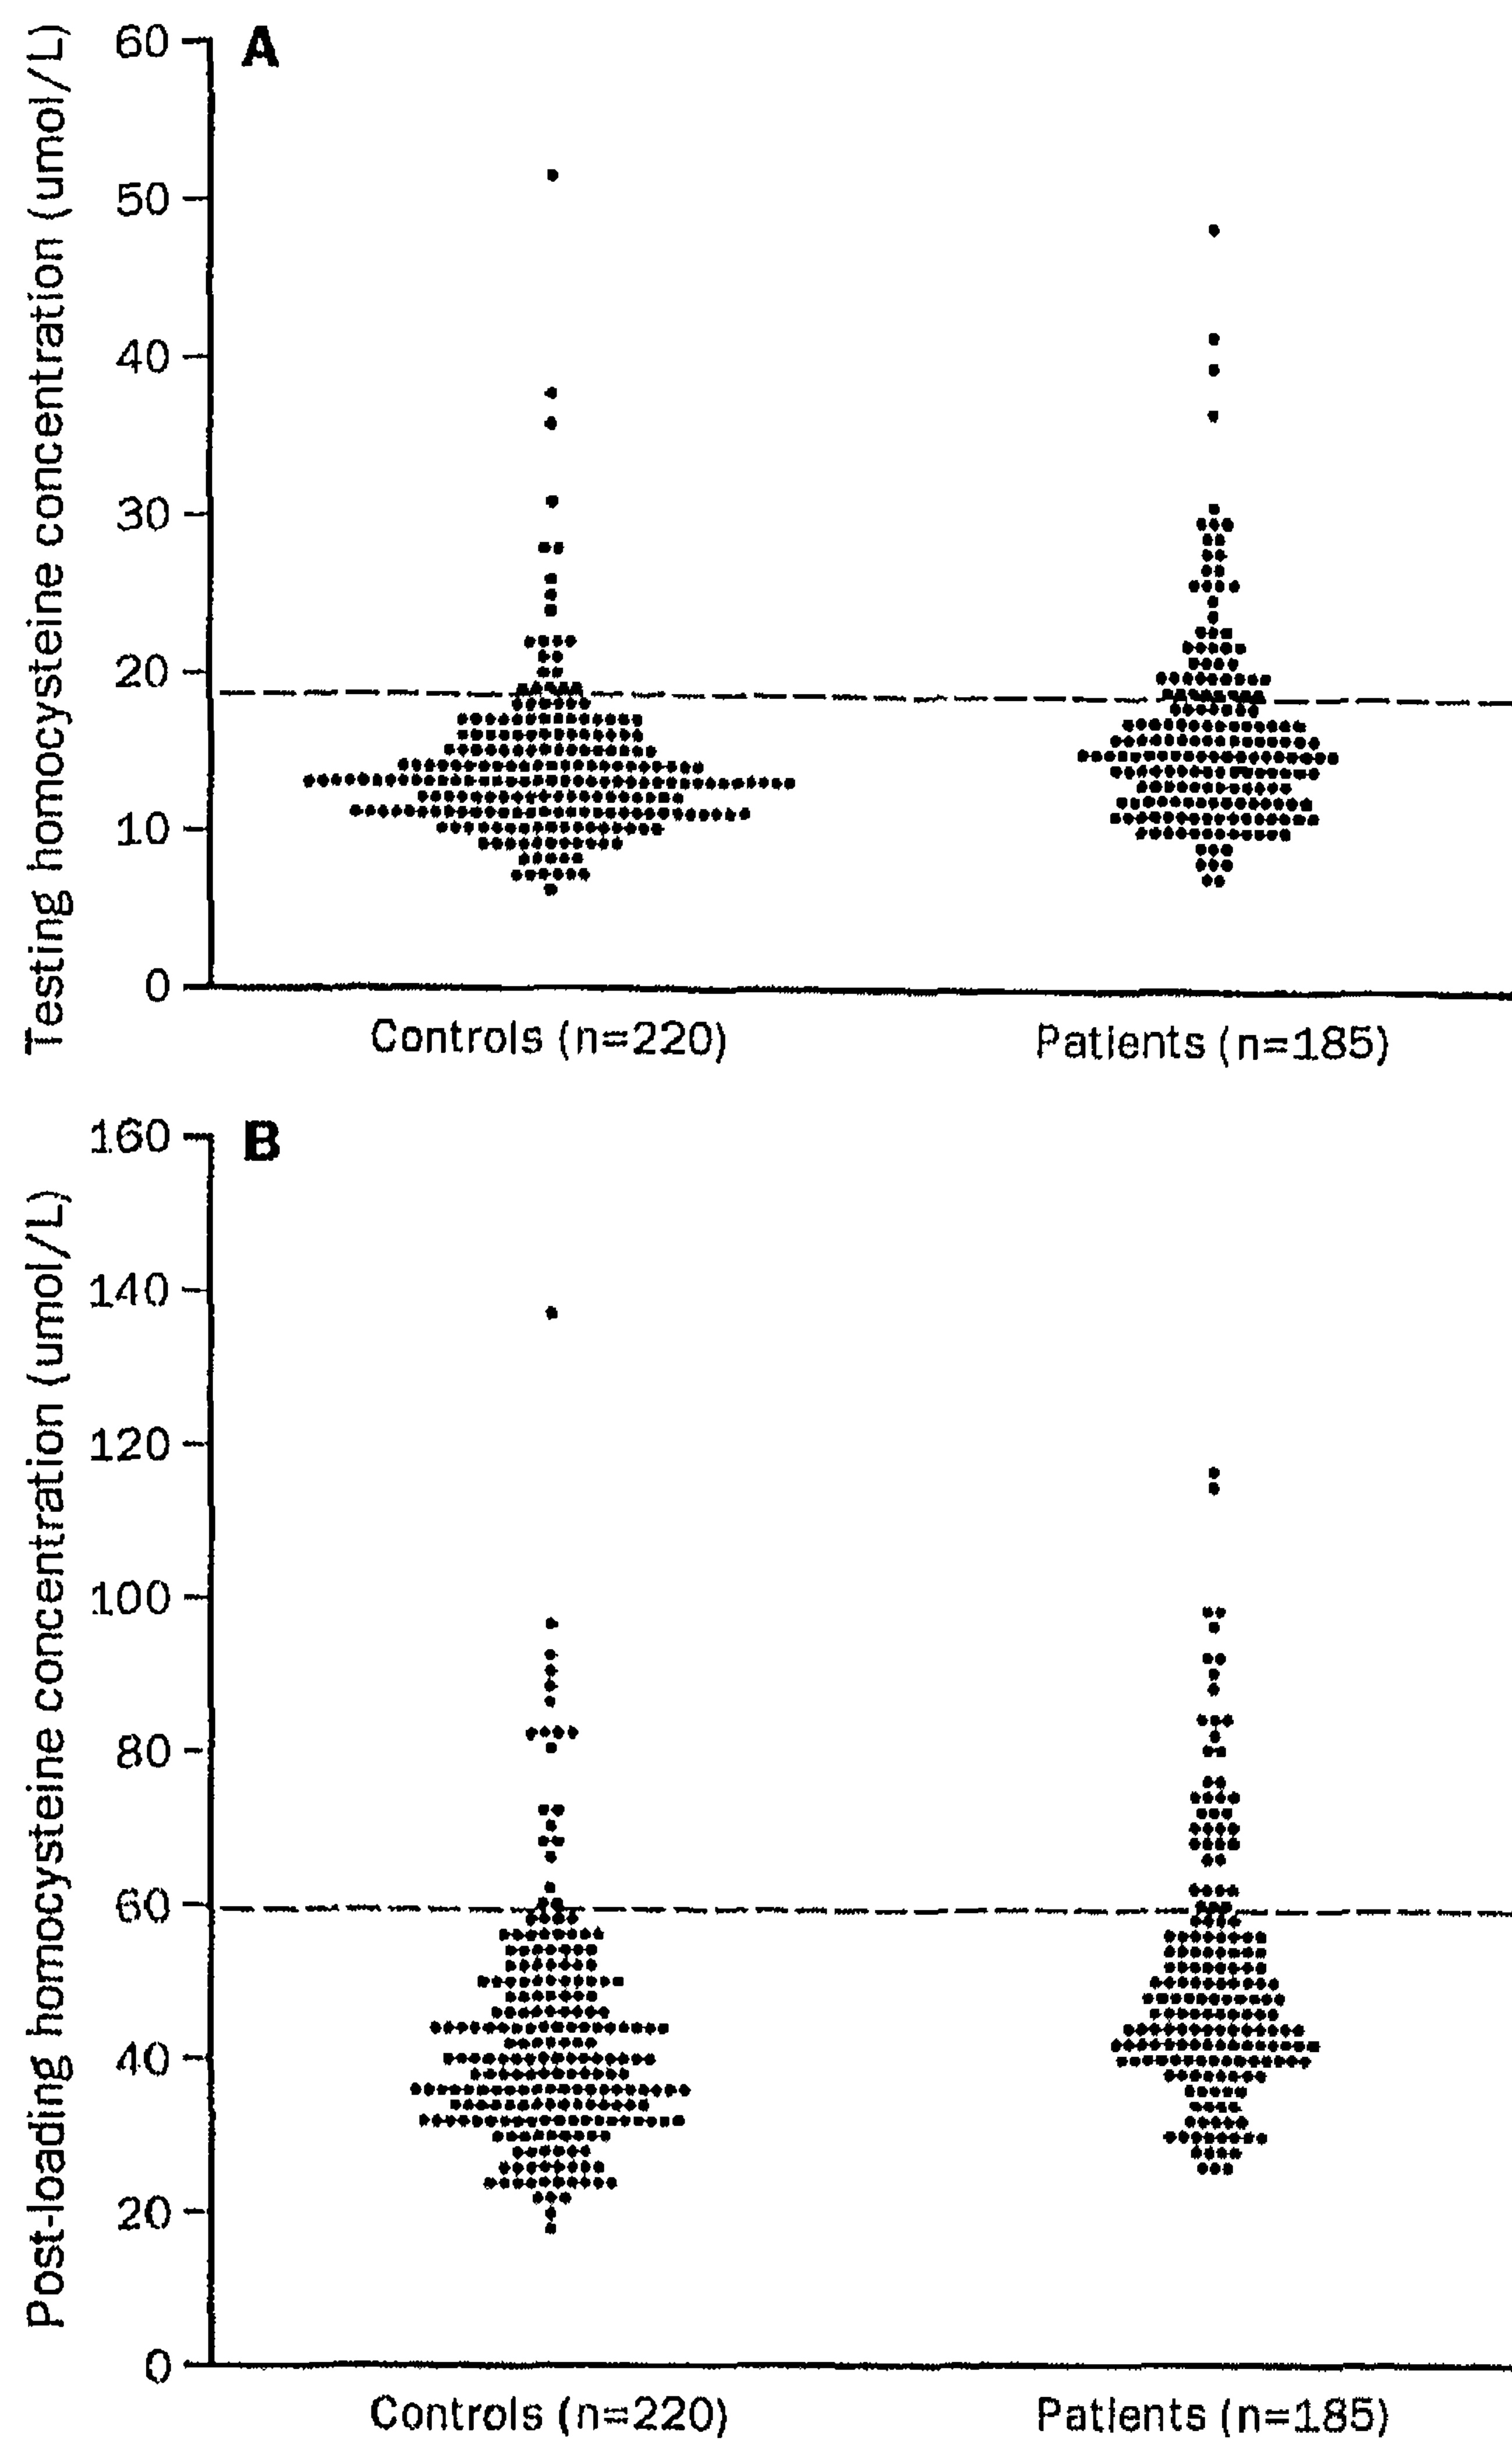 A
Testing homocysteine concentration (umol/L)
60
50
40
30
20
10
0
Controls (n=220)
Patients (n=185)
B
Post-loading homocysteine concentration (umol/L)
160
140
120
100
80
60
40
20
0
Controls (n=220)
Patients (n=185)